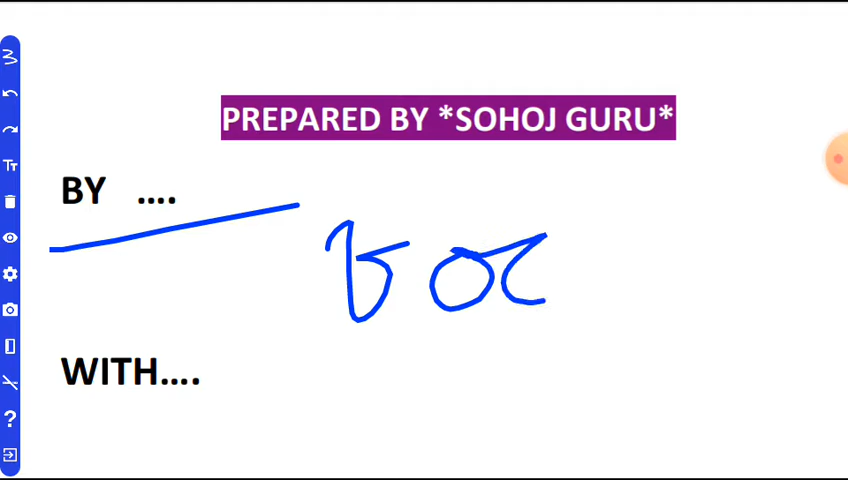 PREPARED BY *SOHOJ GURU*
BY ....
WITH....